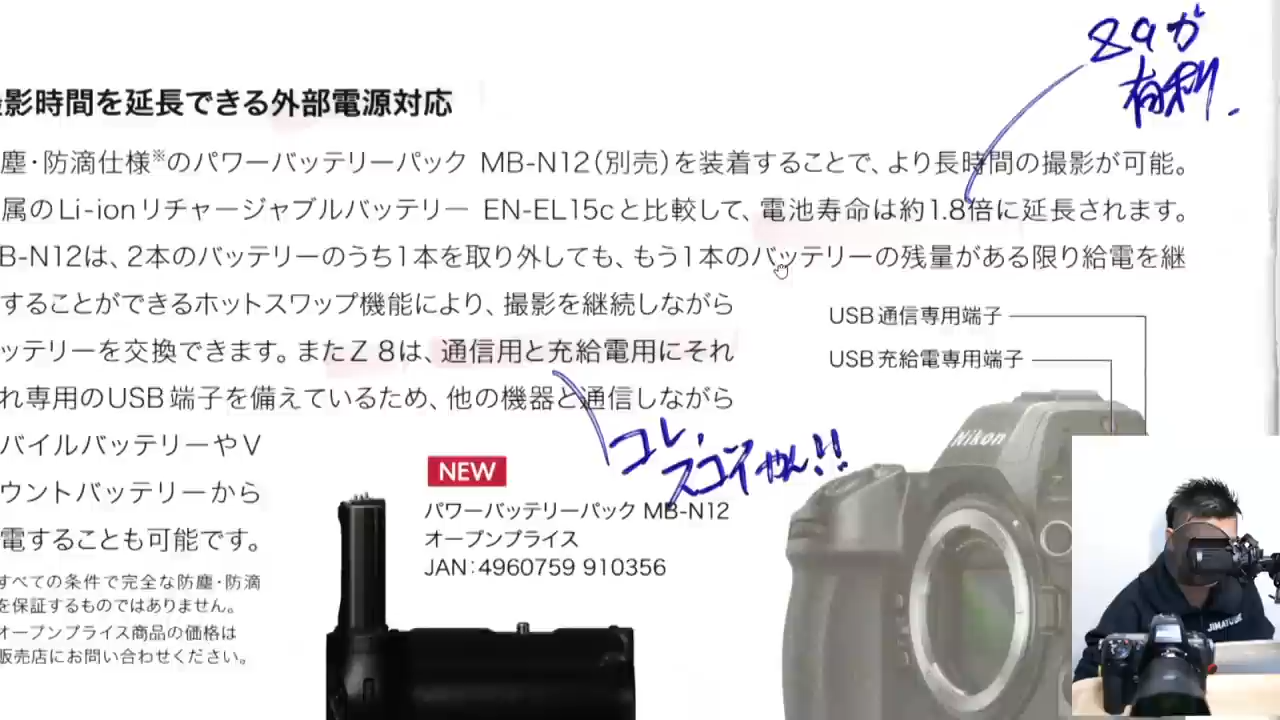 影時間を延長できる外部電源対応
Z9が
有利.
塵・防滴仕様※のパワーバッテリーパック MB-N12(別売)を装着することで、より長時間の撮影が可能。
属のLi-ionリチャージャブルバッテリー EN-EL15cと比較して、電池寿命は約1.8倍に延長されます。
B-N12は、2本のバッテリーのうち1本を取り外しても、もう1本のバッテリーの残量がある限り給電を継
することができるホットスワップ機能により、撮影を継続しながら
ッテリーを交換できます。またZ 8は、通信用と充給電用にそれ
れ専用のUSB端子を備えているため、他の機器と通信しながら
バイルバッテリーやV
ウントバッテリーから
電することも可能です。
すべての条件で完全な防塵・防滴
を保証するものではありません。
オープンプライス商品の価格は
販売店にお問い合わせください。
コレ、
スゴイやん!!
NEW
パワーバッテリーパック MB-N12
オープンプライス
JAN:4960759 910356
USB通信専用端子
USB充給電専用端子
Nikon